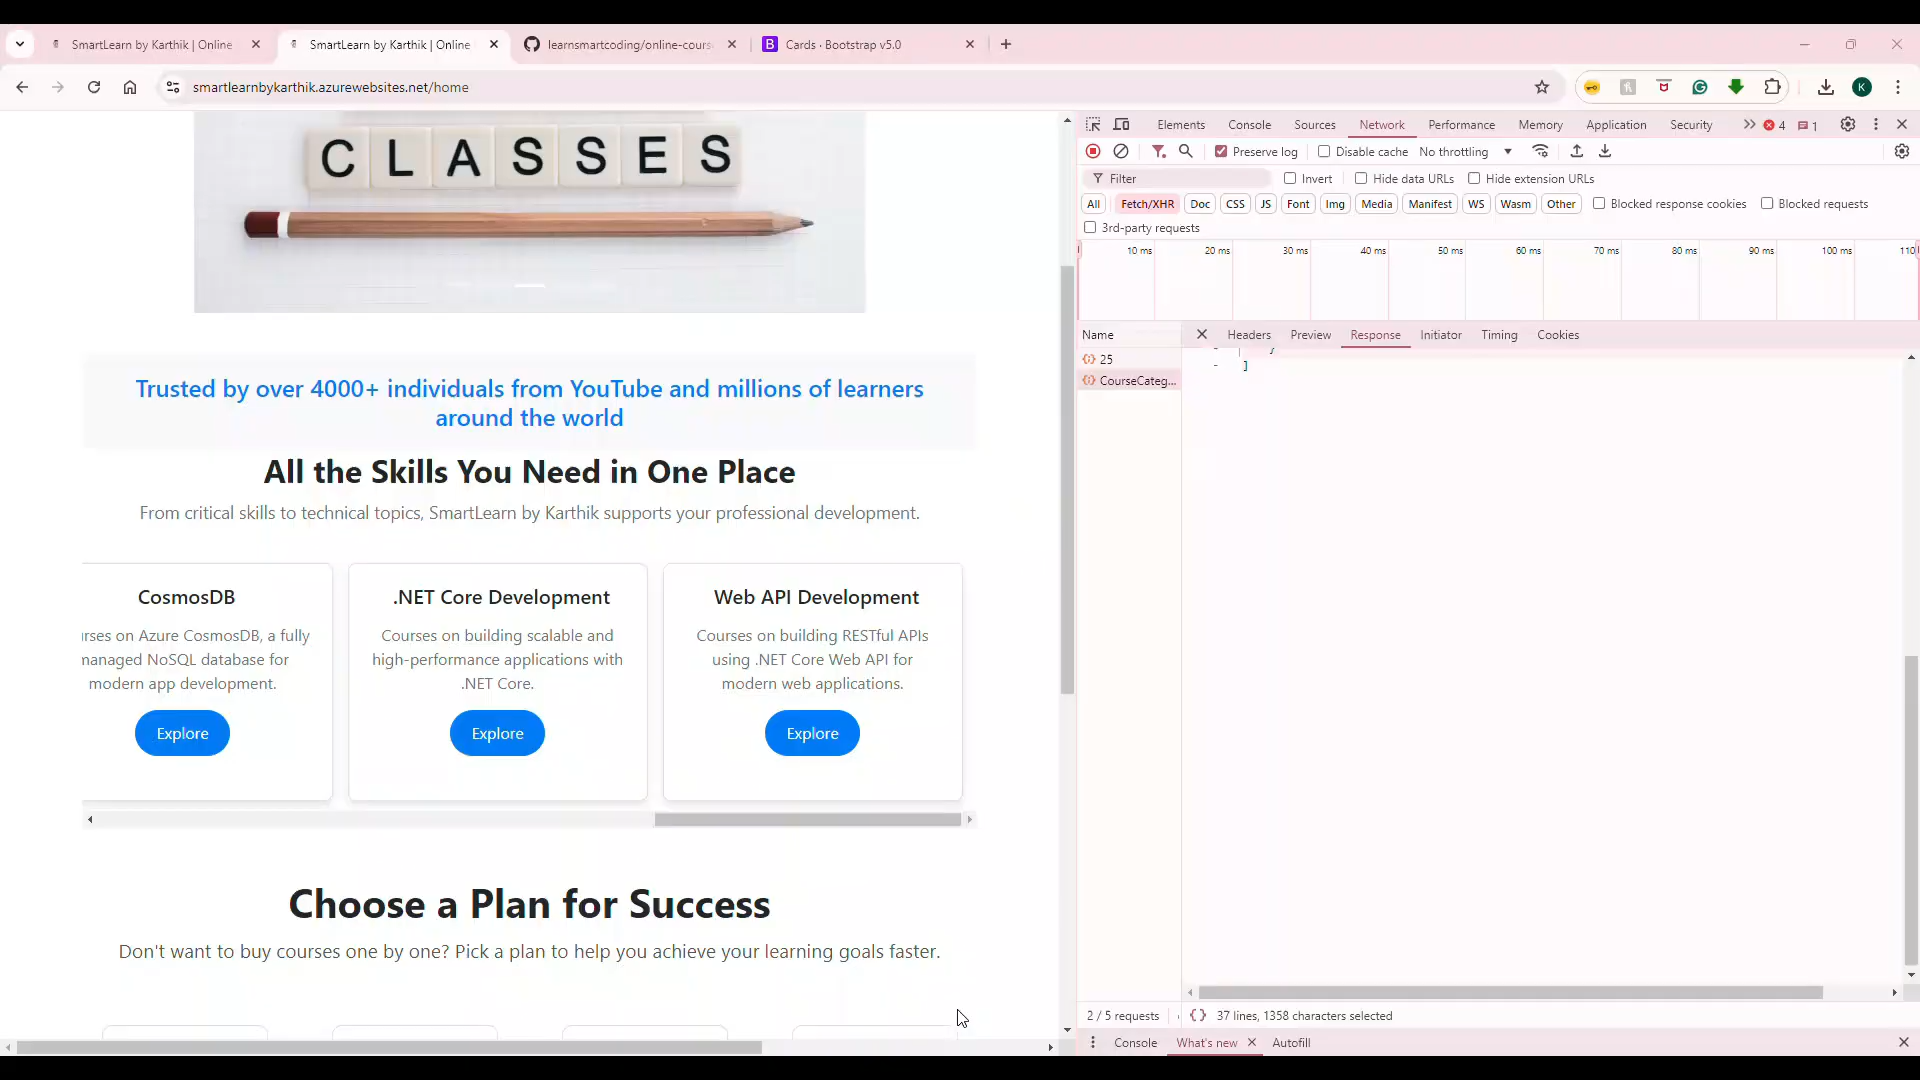 SmartLearn by Karthik | Online
SmartLearn by Karthik | Online
learnsmartcoding/online-cours
B Cards · Bootstrap v5.0
smartlearnbykarthik.azurewebsites.net/home
K
CLASSES
Trusted by over 4000+ individuals from YouTube and millions of learners
around the world
All the Skills You Need in One Place
From critical skills to technical topics, SmartLearn by Karthik supports your professional development.
CosmosDB
rses on Azure CosmosDB, a fully
managed NoSQL database for
modern app development.
Explore
.NET Core Development
Courses on building scalable and
high-performance applications with
.NET Core.
Explore
Web API Development
Courses on building RESTful APIs
using .NET Core Web API for
modern web applications.
Explore
Choose a Plan for Success
Don't want to buy courses one by one? Pick a plan to help you achieve your learning goals faster.
Elements Console Sources Network Performance Memory Application Security 4 1
Preserve log Disable cache No throttling
Filter Invert Hide data URLs Hide extension URLs
All Fetch/XHR Doc CSS JS Font Img Media Manifest WS Wasm Other Blocked response cookies Blocked requests
3rd-party requests
10 ms 20 ms 30 ms 40 ms 50 ms 60 ms 70 ms 80 ms 90 ms 100 ms 110
Name Headers Preview Response Initiator Timing Cookies
25
CourseCateg...
}
- ]
2 / 5 requests {} 37 lines, 1358 characters selected
Console What's new Autofill